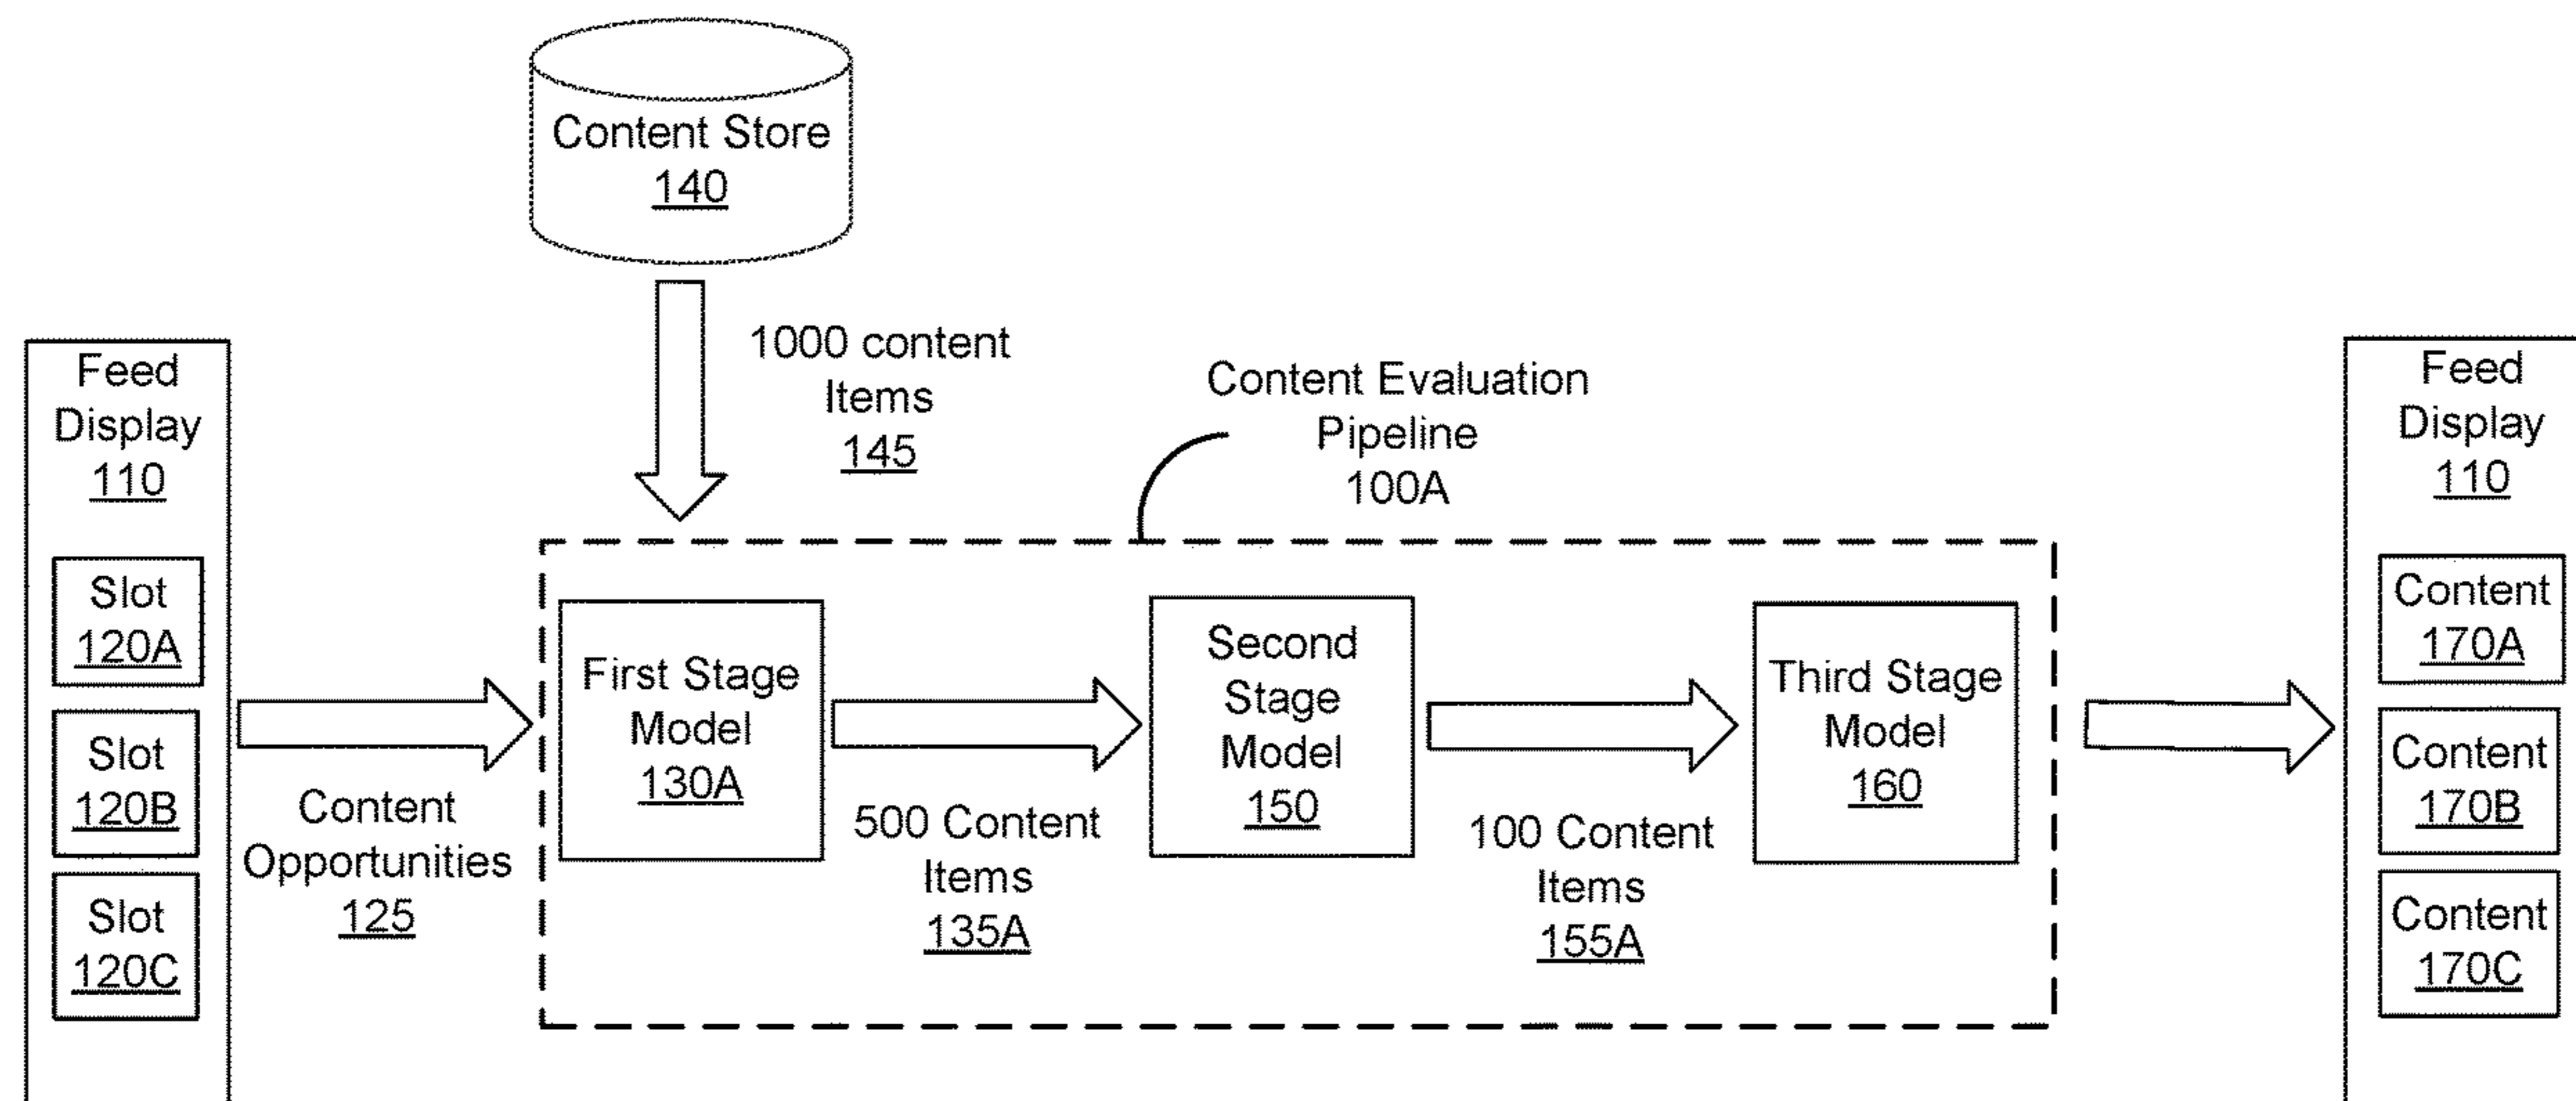 Content Store
140
1000 content
Items
145
Content Evaluation
Pipeline
100A
Feed
Display
110
Slot
120A
Slot
120B
Slot
120C
Content
Opportunities
125
First Stage
Model
130A
500 Content
Items
135A
Second
Stage
Model
150
100 Content
Items
155A
Third Stage
Model
160
Feed
Display
110
Content
170A
Content
170B
Content
170C